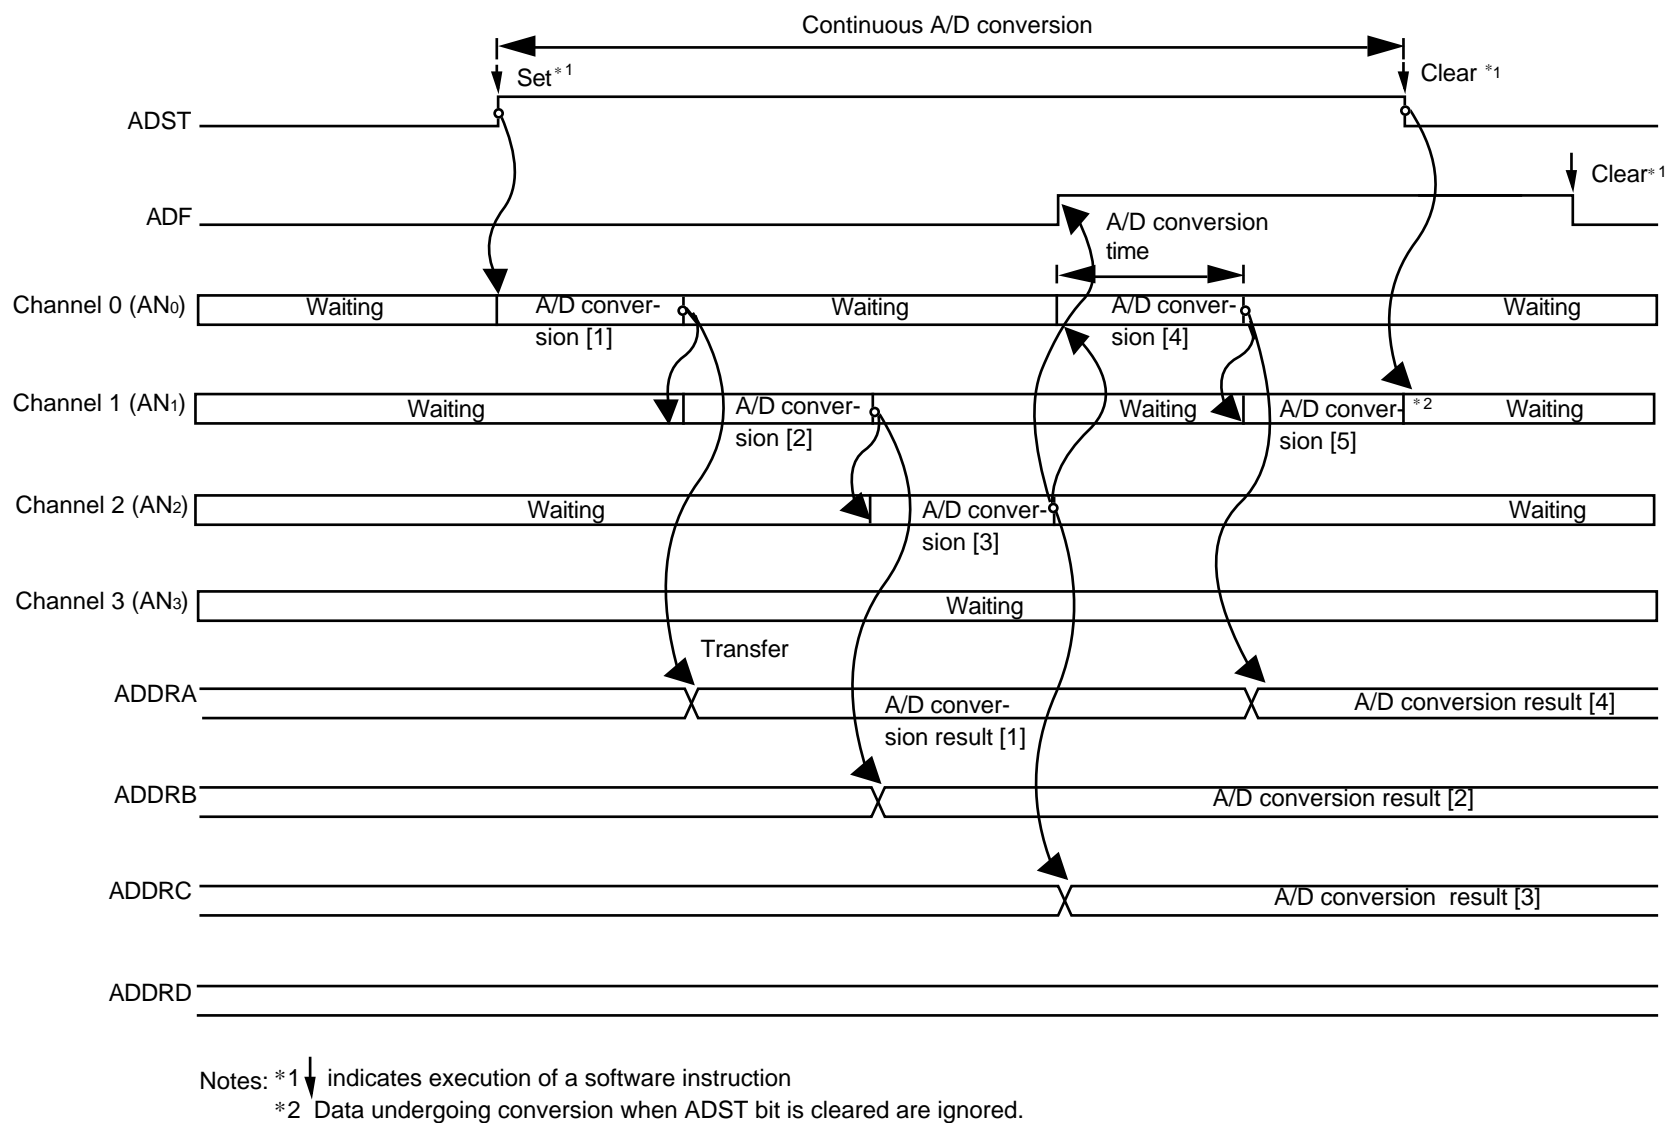 Continuous A/D conversion
Set*1
Clear *1
ADST
Clear*1
ADF
A/D conversion
time
Channel 0 (AN0)
Waiting
A/D conver-
sion [1]
Waiting
A/D conver-
sion [4]
Waiting
Channel 1 (AN1)
Waiting
A/D conver-
sion [2]
Waiting
A/D conver-
sion [5]
*2
Waiting
Channel 2 (AN2)
Waiting
A/D conver-
sion [3]
Waiting
Channel 3 (AN3)
Waiting
Transfer
ADDRA
A/D conver-
sion result [1]
A/D conversion result [4]
ADDRB
A/D conversion result [2]
ADDRC
A/D conversion result [3]
ADDRD
Notes: *1 indicates execution of a software instruction
*2 Data undergoing conversion when ADST bit is cleared are ignored.